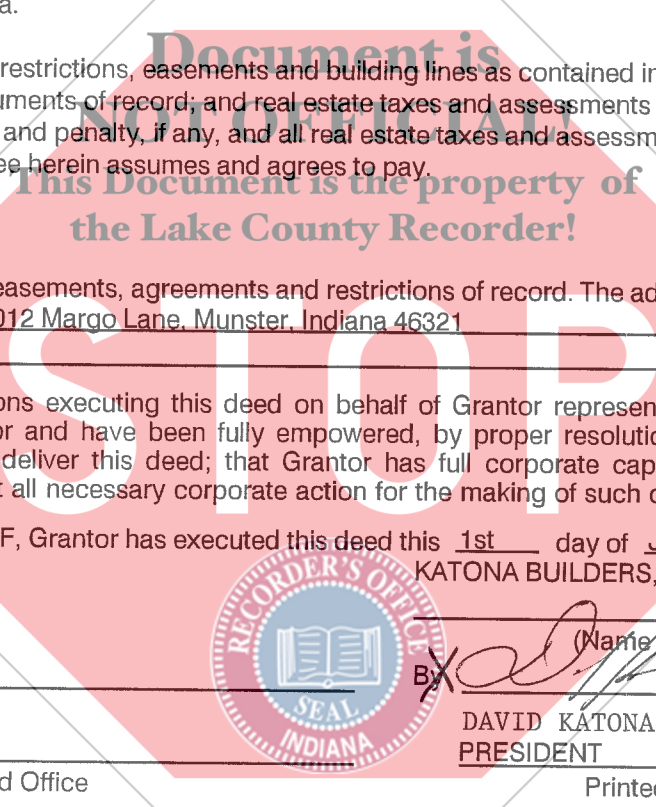 a.
Document is
restrictions, easements and building lines as contained in
uments of record; and real estate taxes and assessments
NOT OFFICIAL!
and penalty, if any, and all real estate taxes and assessm
ee herein assumes and agrees to pay.
This Document is the property of
the Lake County Recorder!
easements, agreements and restrictions of record. The ad
012 Margo Lane, Munster, Indiana 46321
STOP
ons executing this deed on behalf of Grantor represen
or and have been fully empowered, by proper resolutio
deliver this deed; that Grantor has full corporate cap
t all necessary corporate action for the making of such c
F, Grantor has executed this deed this 1st day of J
KATONA BUILDERS,
RECORDER'S OFFICE
SEAL
INDIANA
(Name
By X
DAVID KATONA
PRESIDENT
d Office
Printed